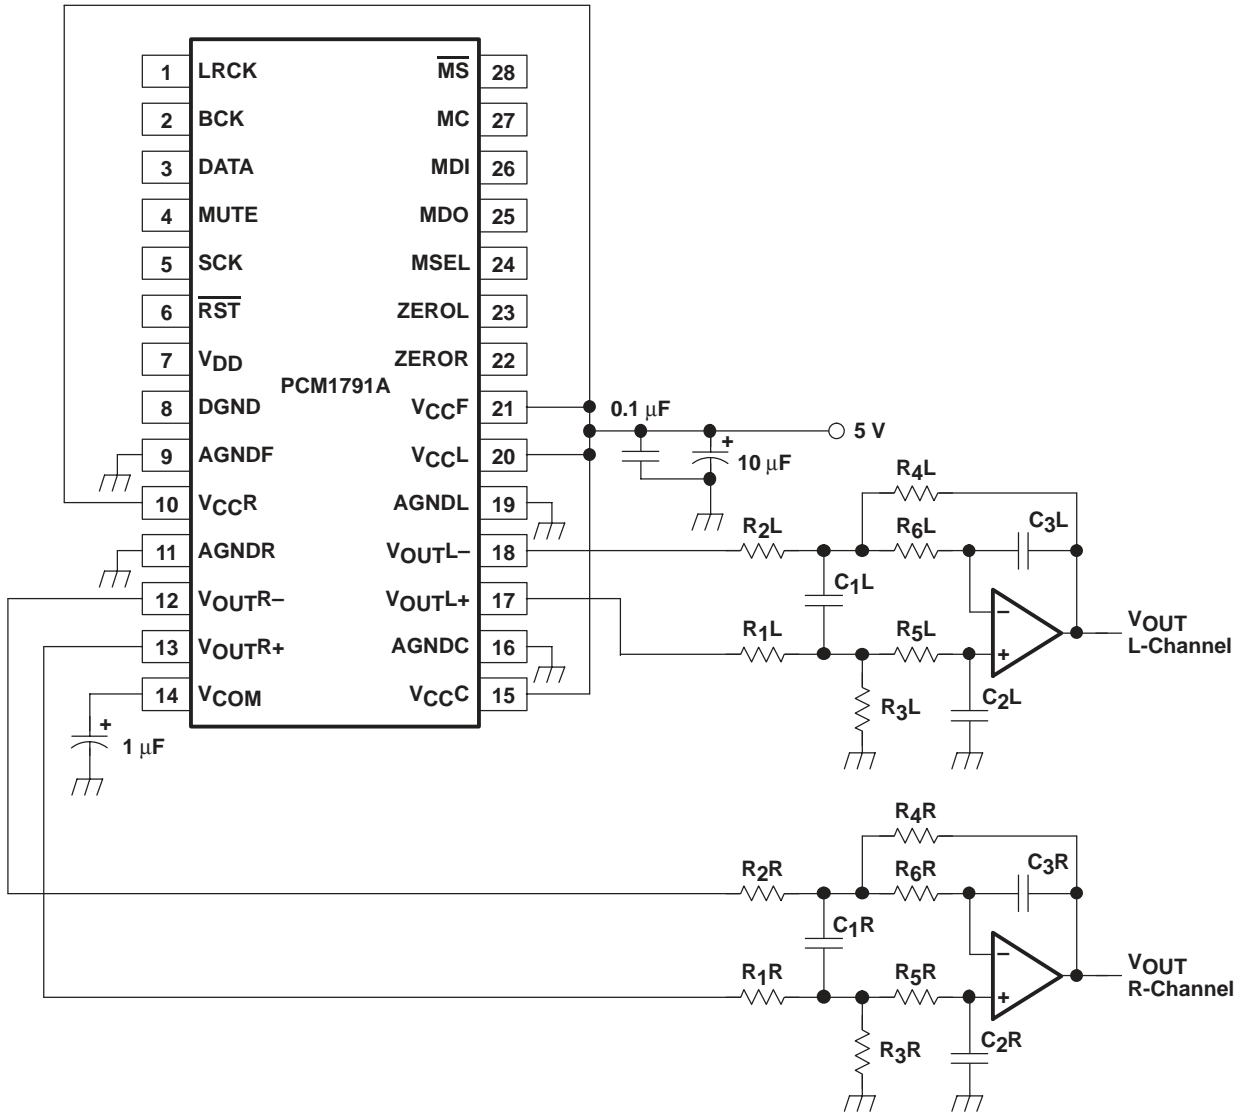 1 LRCK MS 28
2 BCK MC 27
3 DATA MDI 26
4 MUTE MDO 25
5 SCK MSEL 24
6 RST ZEROL 23
7 VDD ZEROR 22
PCM1791A
8 DGND VCCF 21
0.1 μF
5 V
9 AGNDF VCCL 20
+
10 μF
10 VCCR AGNDL 19
11 AGNDR VOUTL– 18
12 VOUTR– VOUTL+ 17
13 VOUTR+ AGNDC 16
14 VCOM VCCC 15
+
1 μF
R4L
R2L R6L C3L
C1L
–
VOUT
L-Channel
R1L R5L
+
R3L C2L
R4R
R2R R6R C3R
C1R
–
VOUT
R-Channel
R1R R5R
+
R3R C2R